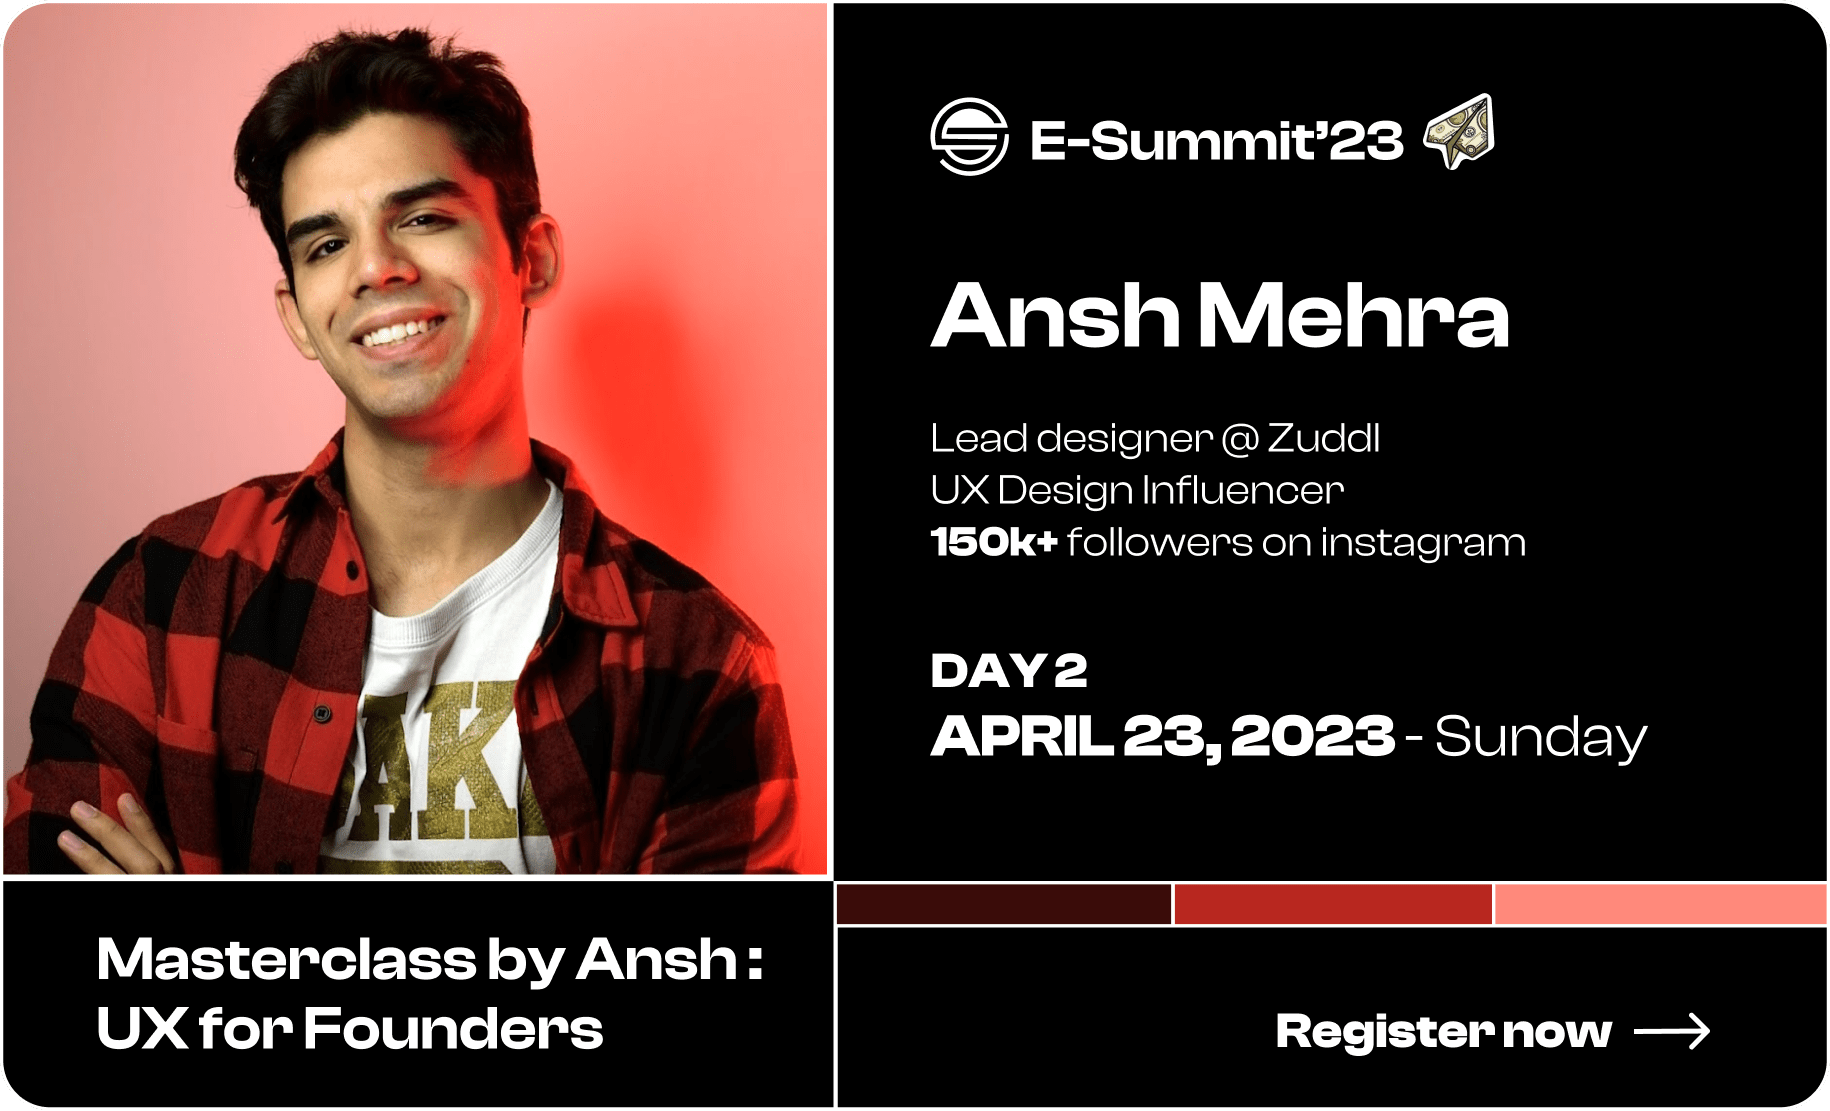 E-Summit’23
Ansh Mehra
Lead designer @ Zuddl
UX Design Influencer
150k+ followers on instagram
DAY 2
APRIL 23, 2023 - Sunday
Masterclass by Ansh :
UX for Founders
Register now